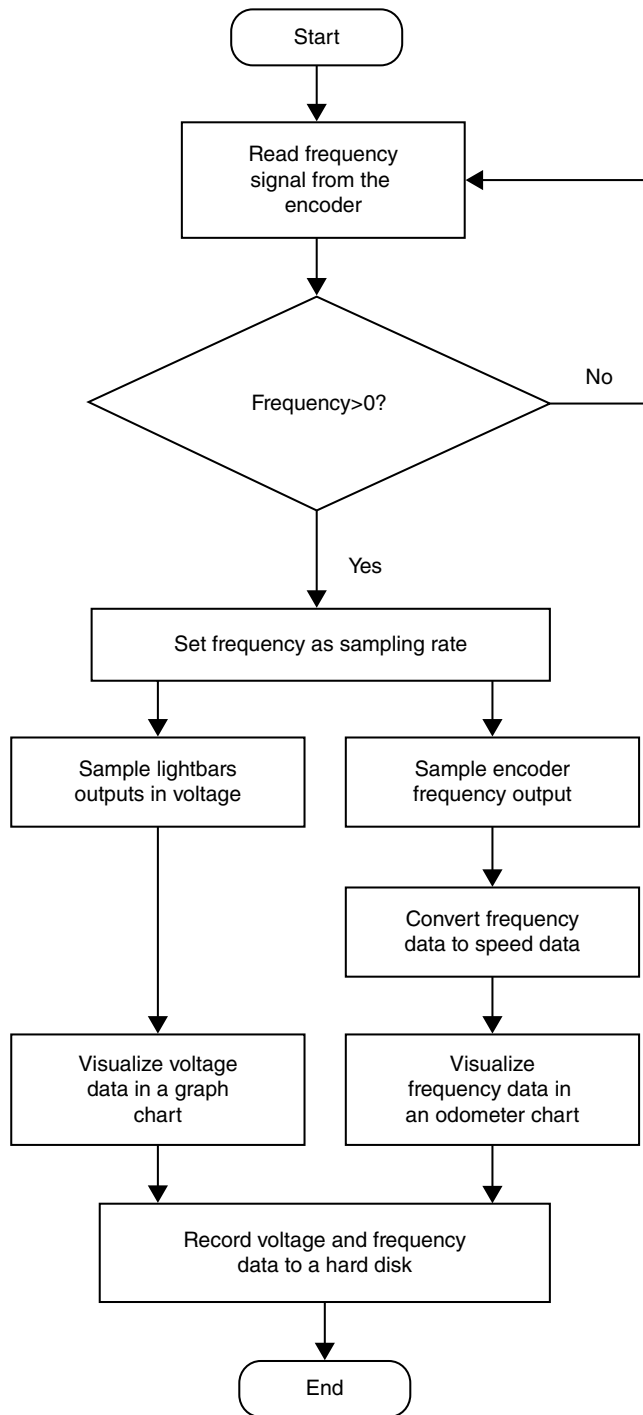 Start
Read frequency
signal from the
encoder
Frequency>0?
No
Yes
Set frequency as sampling rate
Sample lightbars
outputs in voltage
Sample encoder
frequency output
Convert frequency
data to speed data
Visualize voltage
data in a graph
chart
Visualize
frequency data in
an odometer chart
Record voltage and frequency
data to a hard disk
End